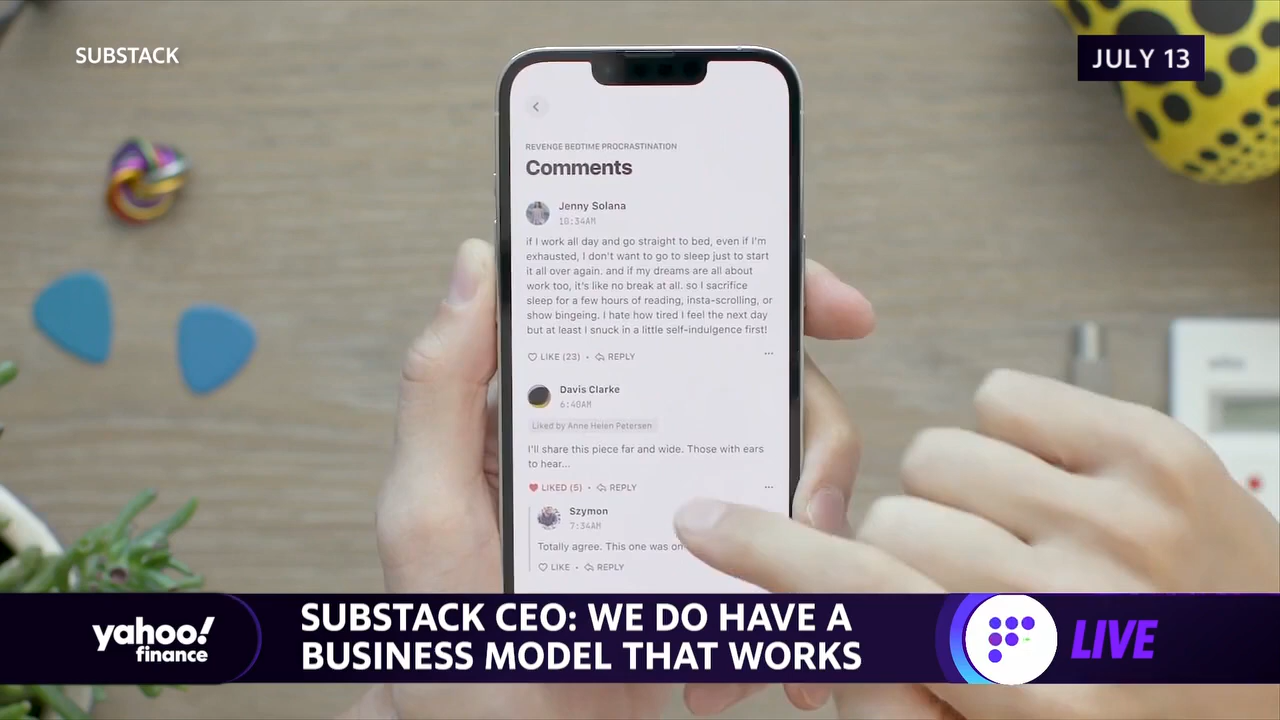 SUBSTACK
JULY 13
REVENGE BEDTIME PROCRASTINATION
Comments
Jenny Solana
10:34AM
if I work all day and go straight to bed, even if I'm
exhausted, I don't want to go to sleep just to start
it all over again. and if my dreams are all about
work too, it's like no break at all. so I sacrifice
sleep for a few hours of reading, insta-scrolling, or
show bingeing. I hate how tired I feel the next day
but at least I snuck in a little self-indulgence first!
LIKE (23) • REPLY
Davis Clarke
6:40AM
Liked by Anne Helen Petersen
I'll share this piece far and wide. Those with ears
to hear...
LIKED (5) • REPLY
Szymon
7:34AM
Totally agree. This one was on
LIKE • REPLY
yahoo!
finance
SUBSTACK CEO: WE DO HAVE A
BUSINESS MODEL THAT WORKS
LIVE